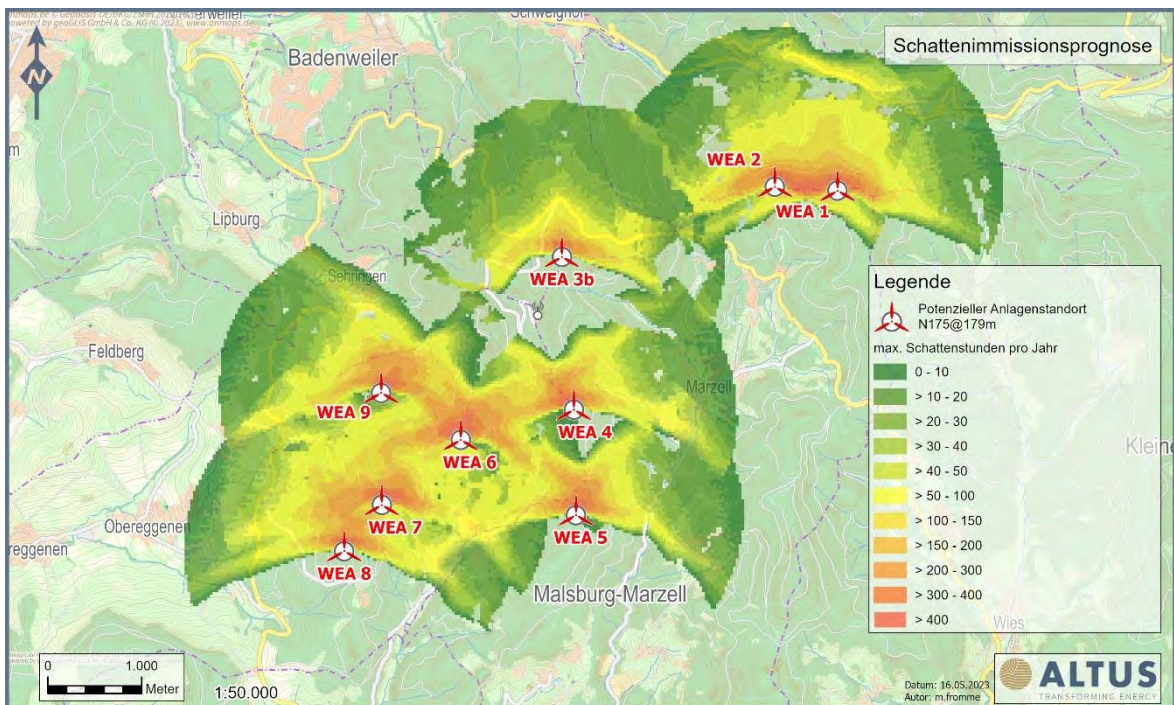 Schattenimmissionsprognose
Schweighof
Badenweiler
Lipburg
Sehringen
Feldberg
Marzell
Obereggenen
Malsburg-Marzell
Wies
WEA 2
WEA 1
WEA 3b
WEA 9
WEA 4
WEA 6
WEA 7
WEA 5
WEA 8
N
Legende
Potenzieller Anlagenstandort
N175@179m
max. Schattenstunden pro Jahr
0 - 10
> 10 - 20
> 20 - 30
> 30 - 40
> 40 - 50
> 50 - 100
> 100 - 150
> 150 - 200
> 200 - 300
> 300 - 400
> 400
0 1.000
Meter
1:50.000
Datum: 16.05.2023
Autor: m.fromme
ALTUS
TRANSFORMING ENERGY